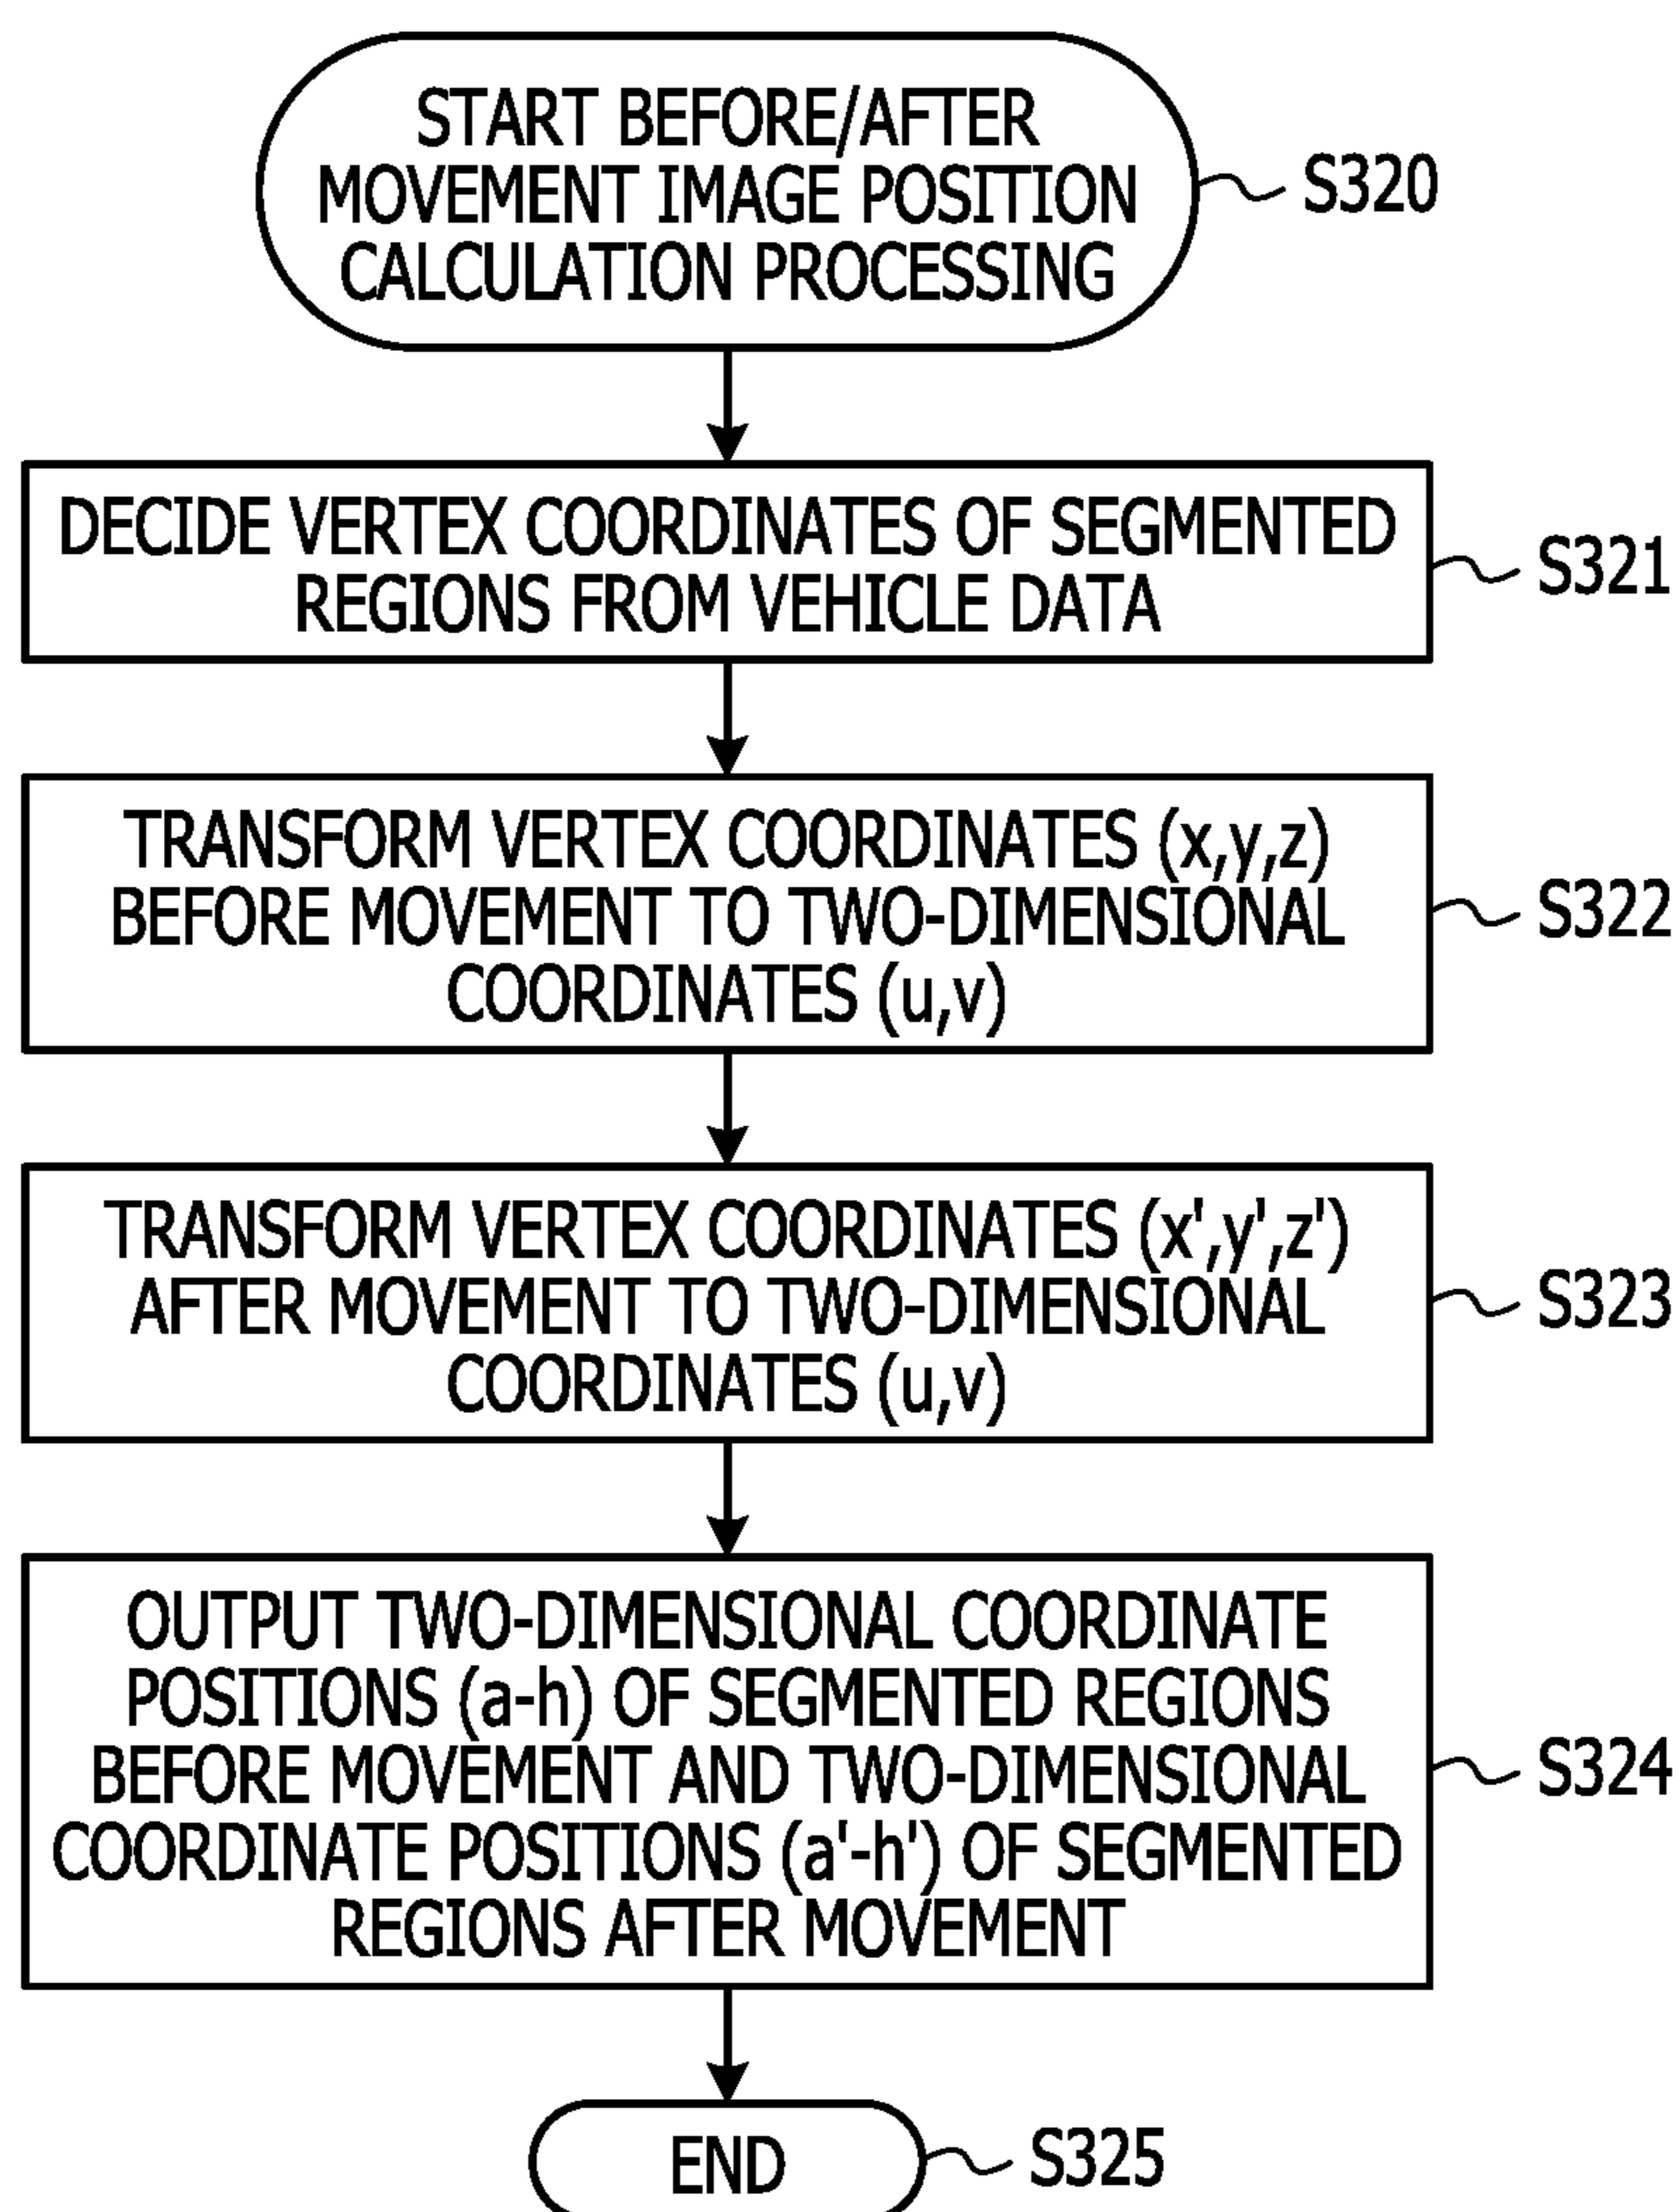 START BEFORE/AFTER
MOVEMENT IMAGE POSITION
CALCULATION PROCESSING
S320
DECIDE VERTEX COORDINATES OF SEGMENTED
REGIONS FROM VEHICLE DATA
S321
TRANSFORM VERTEX COORDINATES (x,y,z)
BEFORE MOVEMENT TO TWO-DIMENSIONAL
COORDINATES (u,v)
S322
TRANSFORM VERTEX COORDINATES (x',y',z')
AFTER MOVEMENT TO TWO-DIMENSIONAL
COORDINATES (u,v)
S323
OUTPUT TWO-DIMENSIONAL COORDINATE
POSITIONS (a-h) OF SEGMENTED REGIONS
BEFORE MOVEMENT AND TWO-DIMENSIONAL
COORDINATE POSITIONS (a'-h') OF SEGMENTED
REGIONS AFTER MOVEMENT
S324
END
S325